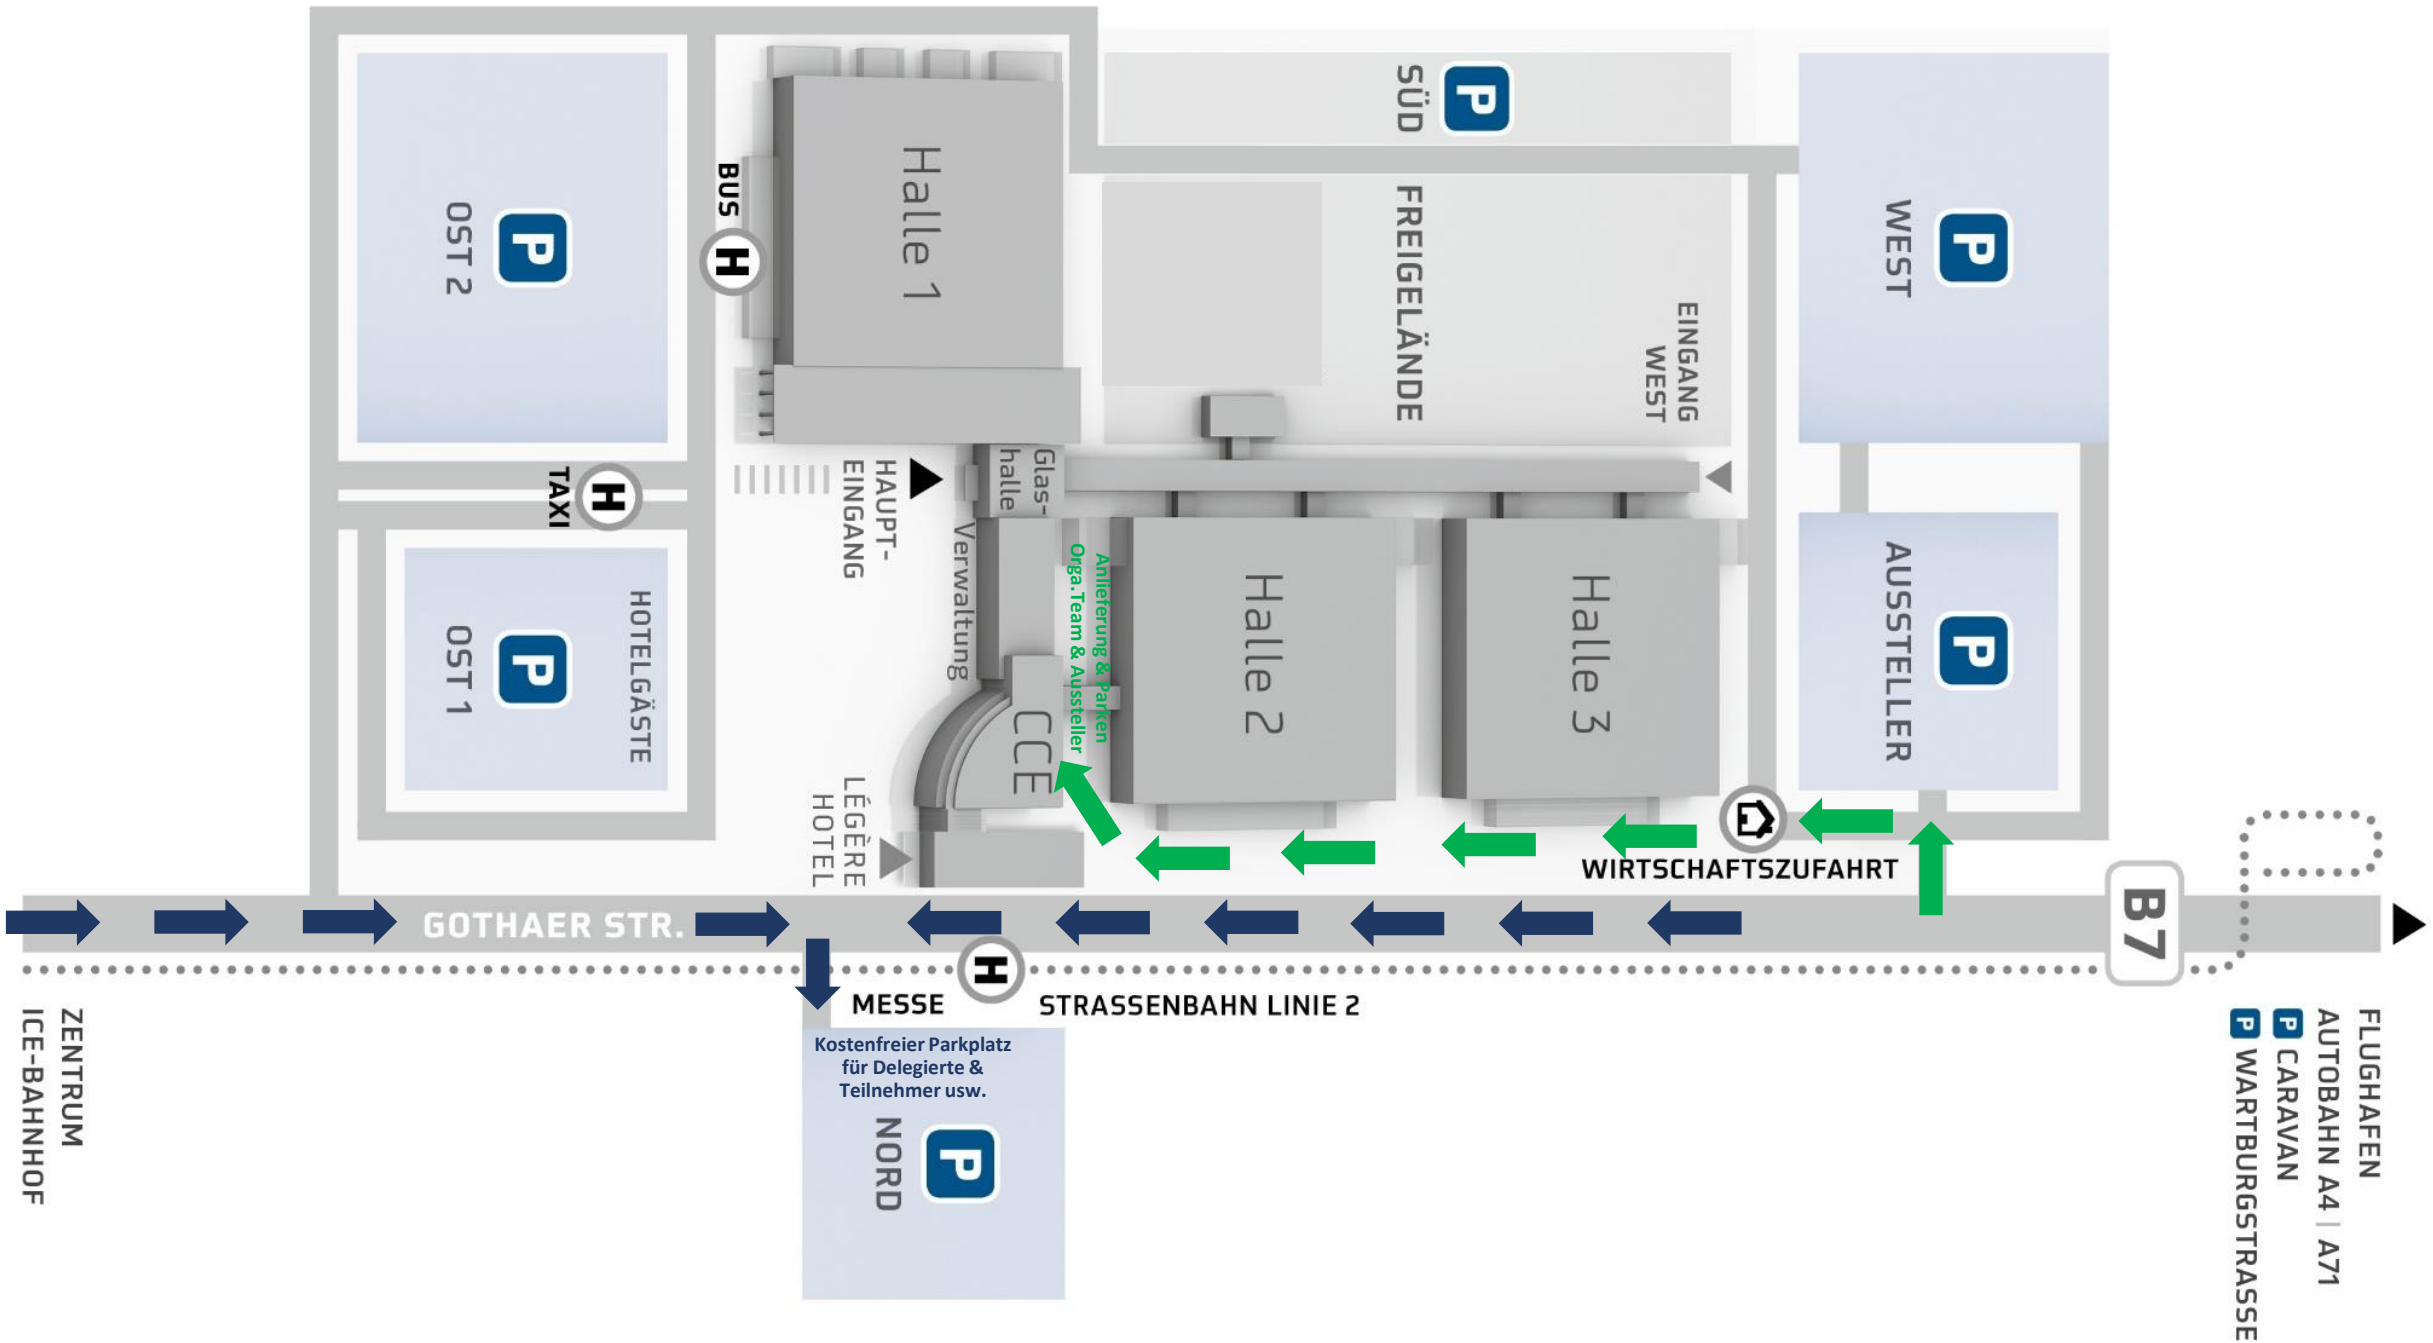 P
SÜD
P
OST 2
BUS
H
Halle 1
FREIGELÄNDE
EINGANG
WEST
P
WEST
TAXI
H
HAUPT-
EINGANG
Glas-
halle
Verwaltung
HOTELGÄSTE
P
OST 1
Anlieferung & Parken
Orga.Team & Aussteller
CCE
Halle 2
Halle 3
P
AUSSTELLER
LÉGÈRE
HOTEL
WIRTSCHAFTSZUFAHRT
GOTHAER STR.
B7
H
MESSE
STRASSENBAHN LINIE 2
Kostenfreier Parkplatz
für Delegierte &
Teilnehmer usw.
P
NORD
ZENTRUM
ICE-BAHNHOF
FLUGHAFEN
AUTOBAHN A4 | A71
P CARAVAN
P WARTBURGSTRASSE